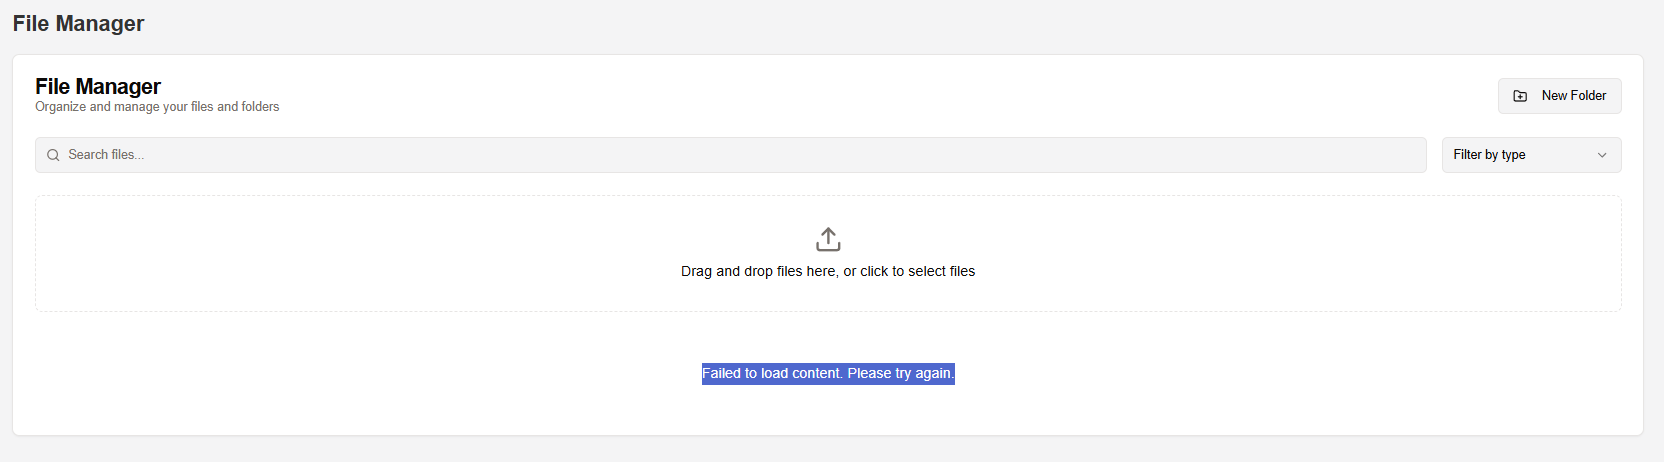 File Manager
File Manager
Organize and manage your files and folders
New Folder
Search files...
Filter by type
Drag and drop files here, or click to select files
Failed to load content. Please try again.